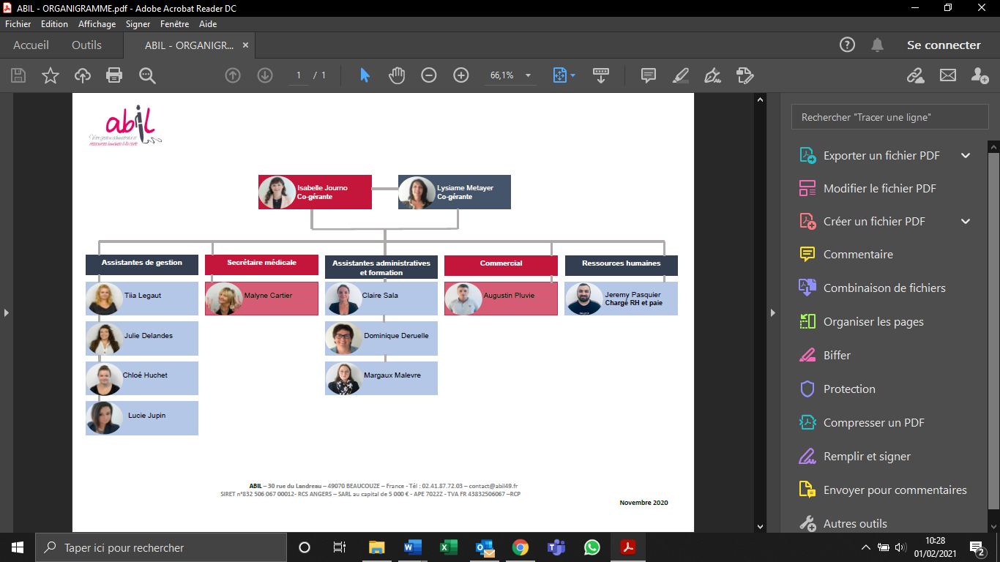 ABIL - ORGANIGRAMME.pdf - Adobe Acrobat Reader DC
Fichier Edition Affichage Signer Fenêtre Aide
Accueil Outils ABIL - ORGANIGR... × Se connecter
1 / 1 66,1%
abil
Votre gestion administrative et
ressources humaines à la carte
Isabelle Journo
Co-gérante
Lysiame Metayer
Co-gérante
Assistantes de gestion
Secrétaire médicale
Assistantes administratives
et formation
Commercial
Ressources humaines
Tiia Legaut
Malyne Cartier
Claire Sala
Augustin Pluvie
Jeremy Pasquier
Chargé RH et paie
Julie Delandes
Dominique Deruelle
Chloé Huchet
Margaux Malevre
Lucie Jupin
ABIL – 30 rue du Landreau – 49070 BEAUCOUZE – France - Tél : 02.41.87.72.03 – contact@abil49.fr
SIRET n°832 506 067 00012- RCS ANGERS – SARL au capital de 5 000 € - APE 7022Z - TVA FR 43832506067 –RCP
Novembre 2020
Rechercher "Tracer une ligne"
Exporter un fichier PDF
Modifier le fichier PDF
Créer un fichier PDF
Commentaire
Combinaison de fichiers
Organiser les pages
Biffer
Protection
Compresser un PDF
Remplir et signer
Envoyer pour commentaires
Autres outils
Taper ici pour rechercher
10:28
01/02/2021
2